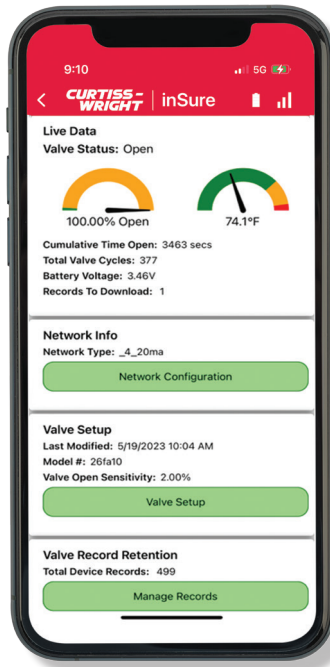 9:10
5G
CURTISS-
WRIGHT inSure
Live Data
Valve Status: Open
100.00% Open
74.1°F
Cumulative Time Open: 3463 secs
Total Valve Cycles: 377
Battery Voltage: 3.46V
Records To Download: 1
Network Info
Network Type: _4_20ma
Network Configuration
Valve Setup
Last Modified: 5/19/2023 10:04 AM
Model #: 26fa10
Valve Open Sensitivity: 2.00%
Valve Setup
Valve Record Retention
Total Device Records: 499
Manage Records